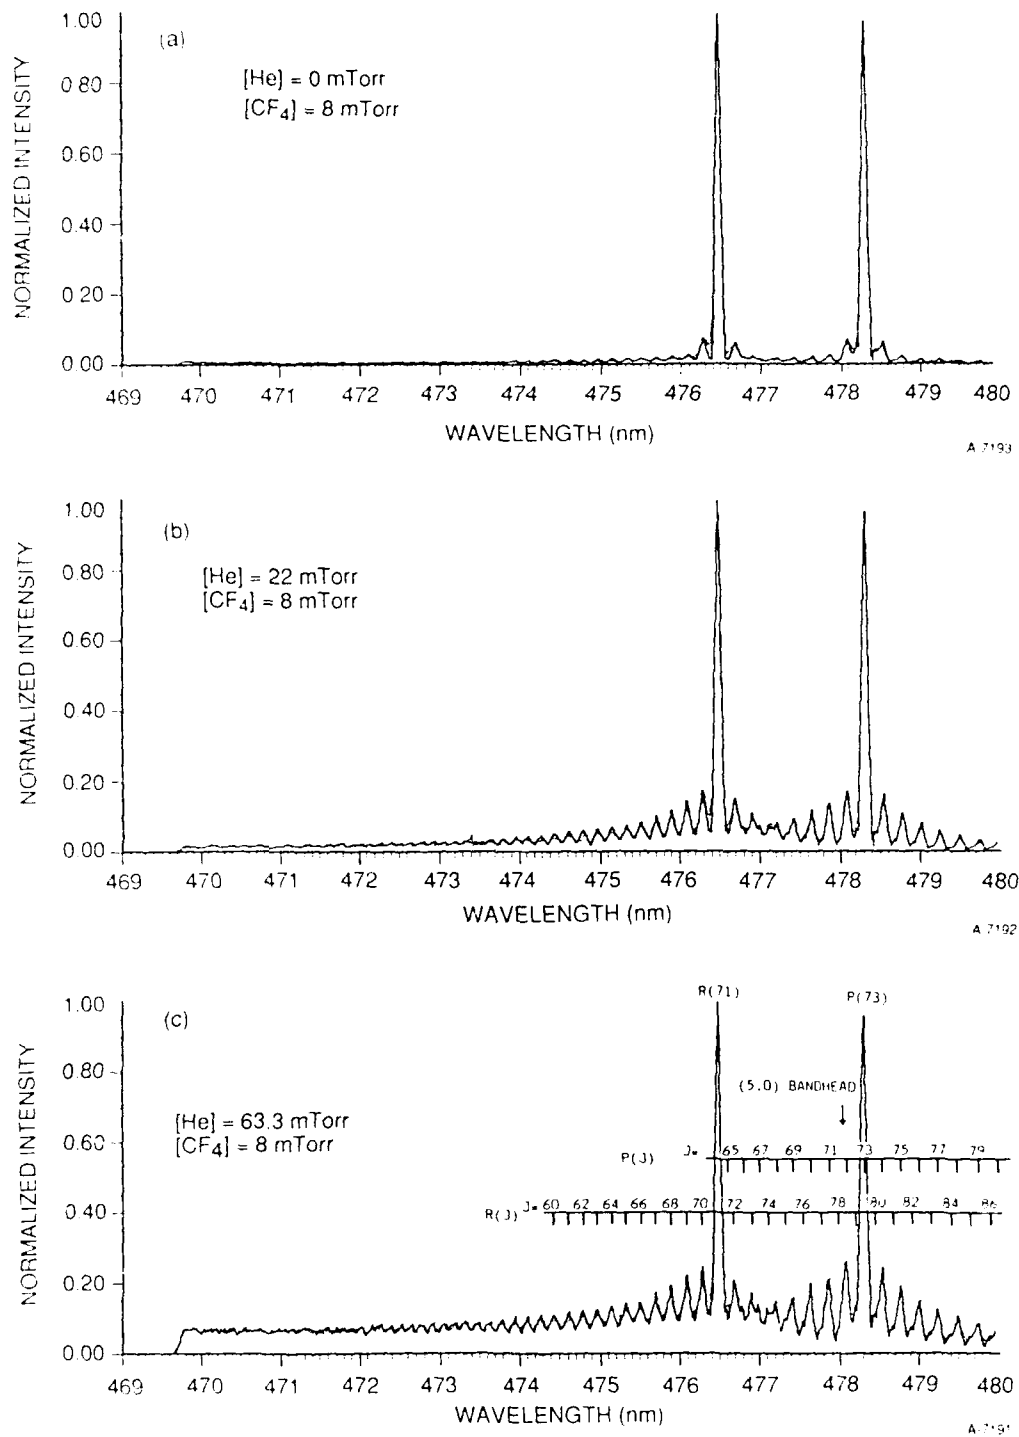 (a)
[He] = 0 mTorr
[CF4] = 8 mTorr
NORMALIZED INTENSITY
1.00
0.80
0.60
0.40
0.20
0.00
469 470 471 472 473 474 475 476 477 478 479 480
WAVELENGTH (nm)
A-7193
(b)
[He] = 22 mTorr
[CF4] = 8 mTorr
NORMALIZED INTENSITY
1.00
0.80
0.60
0.40
0.20
0.00
469 470 471 472 473 474 475 476 477 478 479 480
WAVELENGTH (nm)
A-7192
(c)
[He] = 63.3 mTorr
[CF4] = 8 mTorr
NORMALIZED INTENSITY
1.00
0.80
0.60
0.40
0.20
0.00
R(71)
P(73)
(5.0) BANDHEAD
P(J) J= 65 67 69 71 73 75 77 79
R(J) J= 60 62 64 66 68 70 72 74 76 78 80 82 84 86
469 470 471 472 473 474 475 476 477 478 479 480
WAVELENGTH (nm)
A-7191